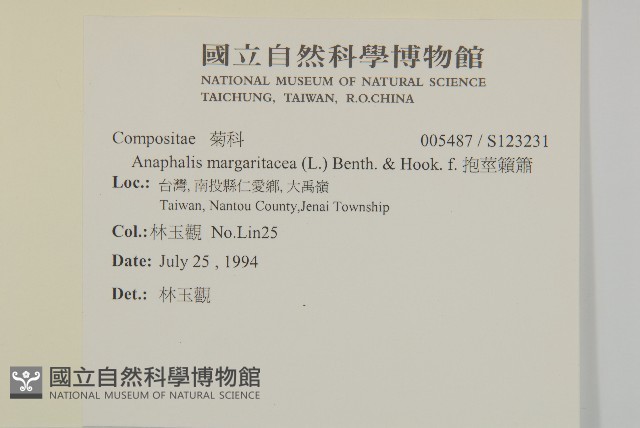 國立自然科學博物館
NATIONAL MUSEUM OF NATURAL SCIENCE
TAICHUNG, TAIWAN, R.O.CHINA
Compositae 菊科 005487 / S123231
Anaphalis margaritacea (L.) Benth. & Hook. f. 抱莖籟簫
Loc.: 台灣, 南投縣仁愛鄉, 大禹嶺
Taiwan, Nantou County,Jenai Township
Col.: 林玉觀 No.Lin25
Date: July 25 , 1994
Det.: 林玉觀
國立自然科學博物館
NATIONAL MUSEUM OF NATURAL SCIENCE